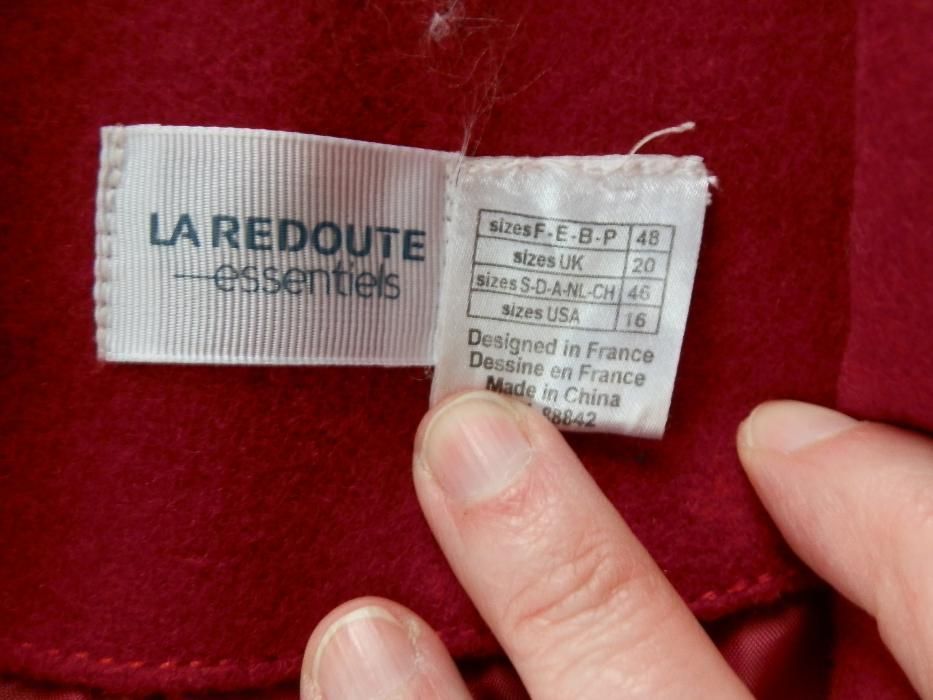 LA REDOUTE
essentiels
sizes F-E-B-P 48
sizes UK 20
sizes S-D-A-NL-CH 46
sizes USA 16
Designed in France
Dessine en France
Made in China
88842